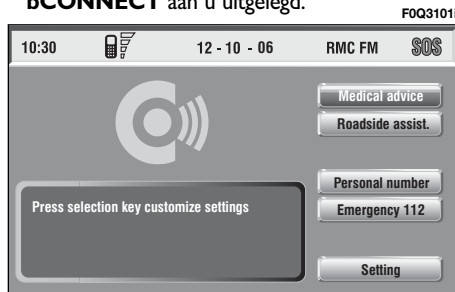 bCONNECT aan u uitgelegd.
F0Q3101i
10:30 12 - 10 - 06 RMC FM SOS
Medical advice
Roadside assist.
Personal number
Press selection key customize settings
Emergency 112
Setting